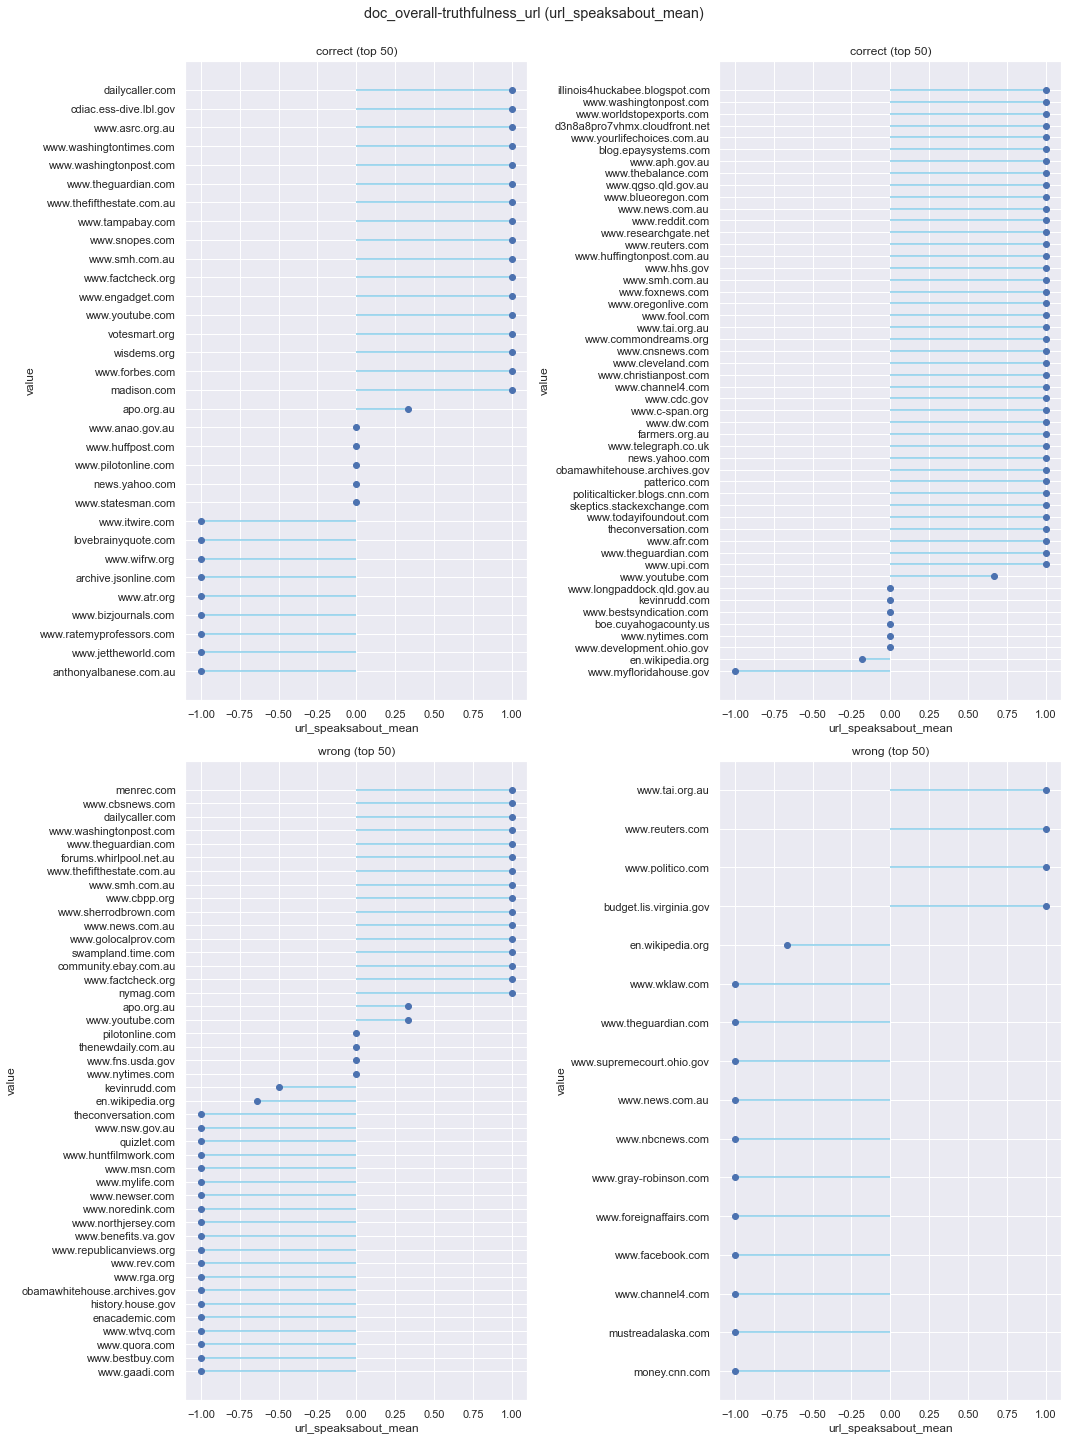 doc_overall-truthfulness_url (url_speaksabout_mean)
correct (top 50)
dailycaller.com
cdiac.ess-dive.lbl.gov
www.asrc.org.au
www.washingtontimes.com
www.washingtonpost.com
www.theguardian.com
www.thefifthestate.com.au
www.tampabay.com
www.snopes.com
www.smh.com.au
www.factcheck.org
www.engadget.com
www.youtube.com
votesmart.org
wisdems.org
www.forbes.com
madison.com
apo.org.au
www.anao.gov.au
www.huffpost.com
www.pilotonline.com
news.yahoo.com
www.statesman.com
www.itwire.com
lovebrainyquote.com
www.wifrw.org
archive.jsonline.com
www.atr.org
www.bizjournals.com
www.ratemyprofessors.com
www.jettheworld.com
anthonyalbanese.com.au
value
−1.00 −0.75 −0.50 −0.25 0.00 0.25 0.50 0.75 1.00
url_speaksabout_mean
correct (top 50)
illinois4huckabee.blogspot.com
www.washingtonpost.com
www.worldstopexports.com
d3n8a8pro7vhmx.cloudfront.net
www.yourlifechoices.com.au
blog.epaysystems.com
www.aph.gov.au
www.thebalance.com
www.qgso.qld.gov.au
www.blueoregon.com
www.news.com.au
www.reddit.com
www.researchgate.net
www.reuters.com
www.huffingtonpost.com.au
www.hhs.gov
www.smh.com.au
www.foxnews.com
www.oregonlive.com
www.fool.com
www.tai.org.au
www.commondreams.org
www.cnsnews.com
www.cleveland.com
www.christianpost.com
www.channel4.com
www.cdc.gov
www.c-span.org
www.dw.com
farmers.org.au
www.telegraph.co.uk
news.yahoo.com
obamawhitehouse.archives.gov
patterico.com
politicalticker.blogs.cnn.com
skeptics.stackexchange.com
www.todayifoundout.com
theconversation.com
www.afr.com
www.theguardian.com
www.upi.com
www.youtube.com
www.longpaddock.qld.gov.au
kevinrudd.com
www.bestsyndication.com
boe.cuyahogacounty.us
www.nytimes.com
www.development.ohio.gov
en.wikipedia.org
www.myfloridahouse.gov
value
−1.00 −0.75 −0.50 −0.25 0.00 0.25 0.50 0.75 1.00
url_speaksabout_mean
wrong (top 50)
menrec.com
www.cbsnews.com
dailycaller.com
www.washingtonpost.com
www.theguardian.com
forums.whirlpool.net.au
www.thefifthestate.com.au
www.smh.com.au
www.cbpp.org
www.sherrodbrown.com
www.news.com.au
www.golocalprov.com
swampland.time.com
community.ebay.com.au
www.factcheck.org
nymag.com
apo.org.au
www.youtube.com
pilotonline.com
thenewdaily.com.au
www.fns.usda.gov
www.nytimes.com
kevinrudd.com
en.wikipedia.org
theconversation.com
www.nsw.gov.au
quizlet.com
www.huntfilmwork.com
www.msn.com
www.mylife.com
www.newser.com
www.noredink.com
www.northjersey.com
www.benefits.va.gov
www.republicanviews.org
www.rev.com
www.rga.org
obamawhitehouse.archives.gov
history.house.gov
enacademic.com
www.wtvq.com
www.quora.com
www.bestbuy.com
www.gaadi.com
value
−1.00 −0.75 −0.50 −0.25 0.00 0.25 0.50 0.75 1.00
url_speaksabout_mean
wrong (top 50)
www.tai.org.au
www.reuters.com
www.politico.com
budget.lis.virginia.gov
en.wikipedia.org
www.wklaw.com
www.theguardian.com
www.supremecourt.ohio.gov
www.news.com.au
www.nbcnews.com
www.gray-robinson.com
www.foreignaffairs.com
www.facebook.com
www.channel4.com
mustreadalaska.com
money.cnn.com
value
−1.00 −0.75 −0.50 −0.25 0.00 0.25 0.50 0.75 1.00
url_speaksabout_mean